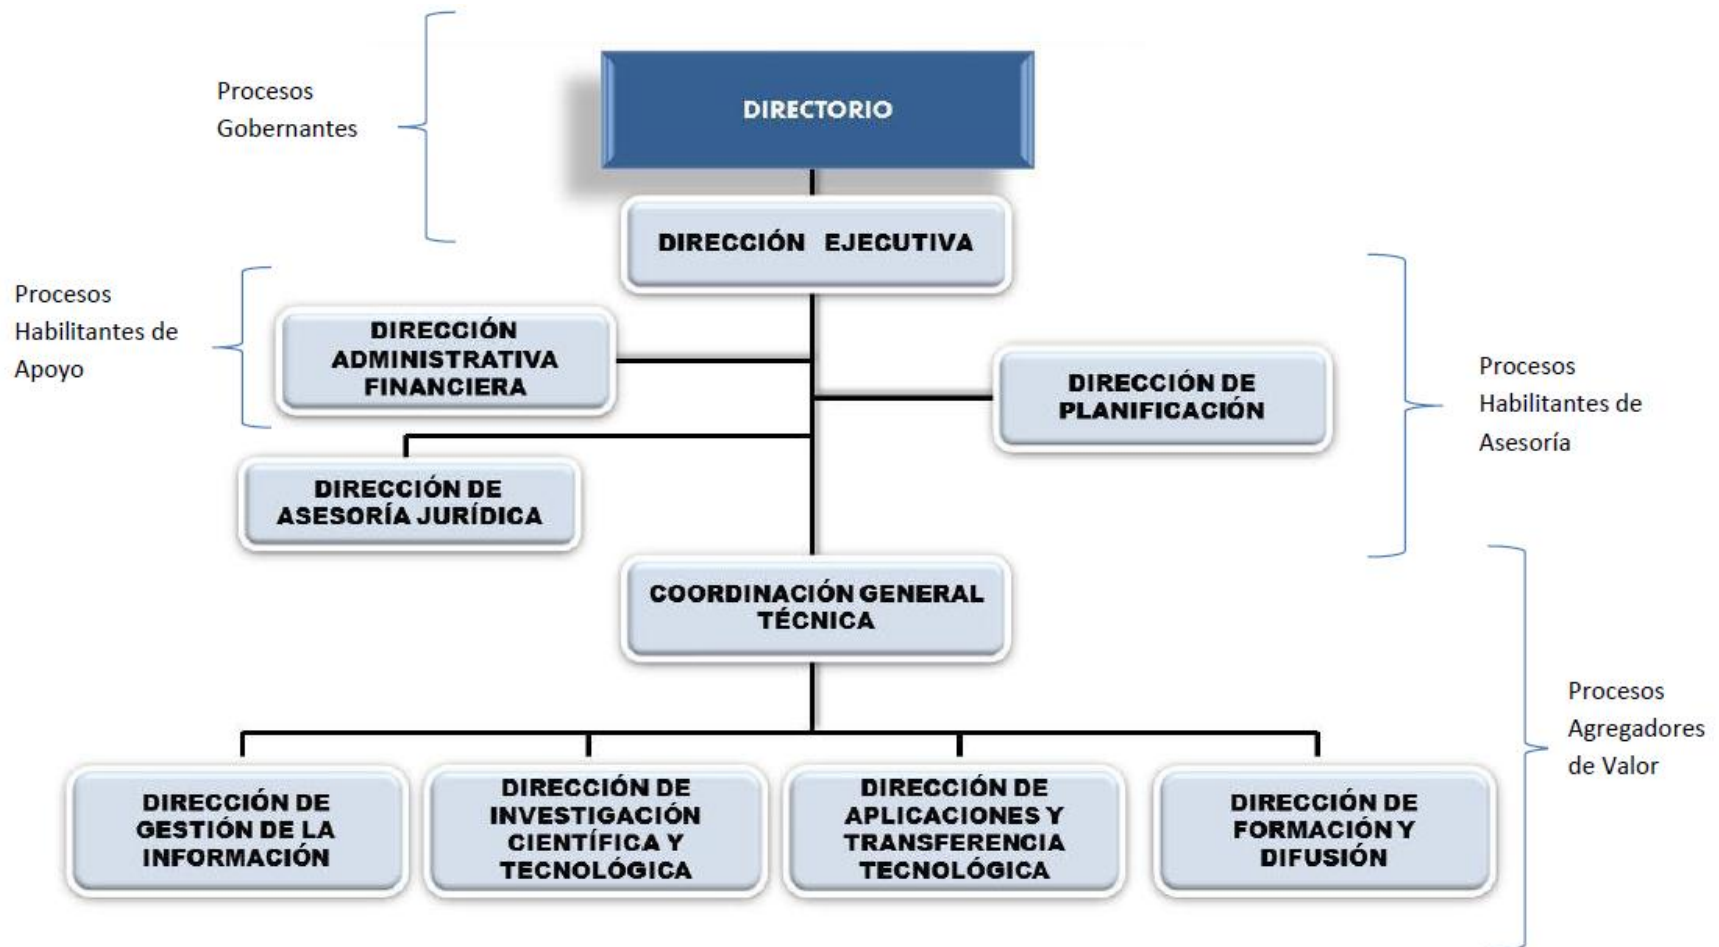 Procesos
Gobernantes
DIRECTORIO
DIRECCIÓN EJECUTIVA
Procesos
Habilitantes de
Apoyo
DIRECCIÓN
ADMINISTRATIVA
FINANCIERA
DIRECCIÓN DE
PLANIFICACIÓN
Procesos
Habilitantes de
Asesoría
DIRECCIÓN DE
ASESORÍA JURÍDICA
COORDINACIÓN GENERAL
TÉCNICA
Procesos
Agregadores
de Valor
DIRECCIÓN DE
GESTIÓN DE LA
INFORMACIÓN
DIRECCIÓN DE
INVESTIGACIÓN
CIENTÍFICA Y
TECNOLÓGICA
DIRECCIÓN DE
APLICACIONES Y
TRANSFERENCIA
TECNOLÓGICA
DIRECCIÓN DE
FORMACIÓN Y
DIFUSIÓN